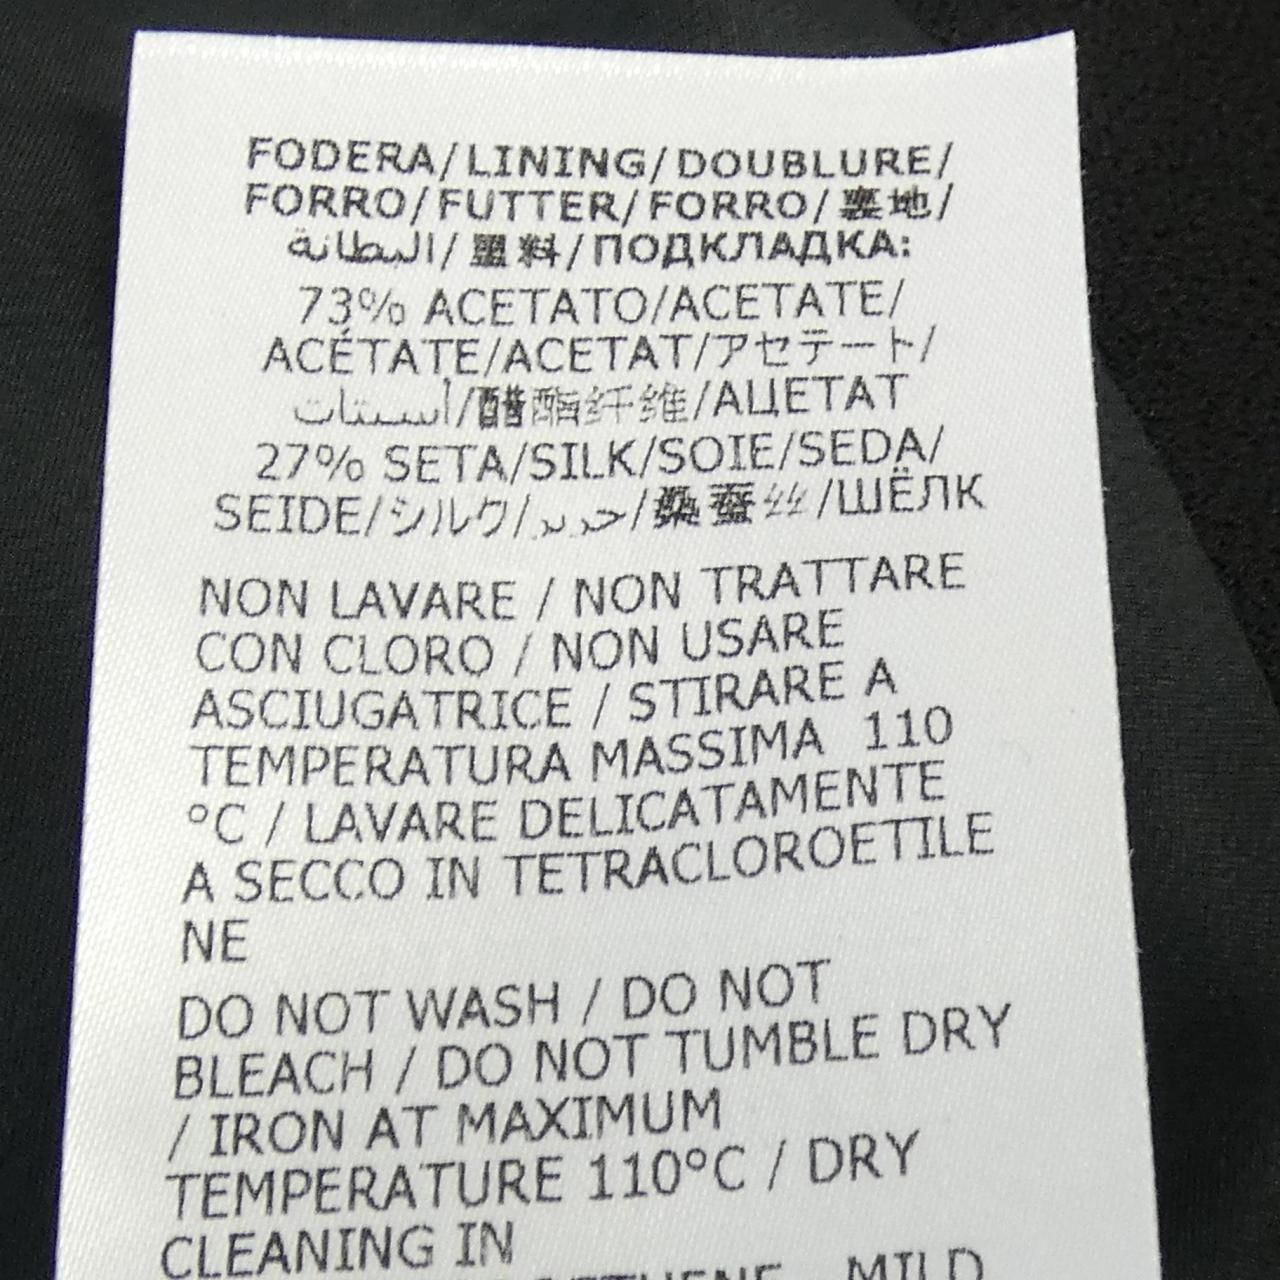 FODERA/LINING/DOUBLURE/
FORRO/FUTTER/FORRO/裏地/
البطانة/里料/ПОДКЛАДКА:
73% ACETATO/ACETATE/
ACÉTATE/ACETAT/アセテート/
أسيتات/醋酯纤维/АЦЕТАТ
27% SETA/SILK/SOIE/SEDA/
SEIDE/シルク/حرير/桑蚕丝/ШЁЛК
NON LAVARE / NON TRATTARE
CON CLORO / NON USARE
ASCIUGATRICE / STIRARE A
TEMPERATURA MASSIMA 110
°C / LAVARE DELICATAMENTE
A SECCO IN TETRACLOROETILE
NE
DO NOT WASH / DO NOT
BLEACH / DO NOT TUMBLE DRY
/ IRON AT MAXIMUM
TEMPERATURE 110°C / DRY
CLEANING IN
MILD